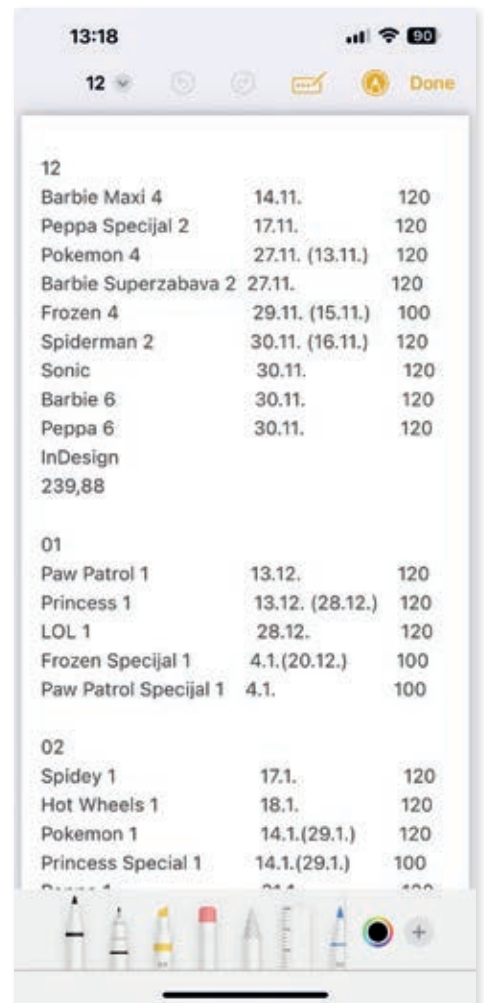 13:18 90
12 Done
12
Barbie Maxi 4 14.11. 120
Peppa Specijal 2 17.11. 120
Pokemon 4 27.11. (13.11.) 120
Barbie Superzabava 2 27.11. 120
Frozen 4 29.11. (15.11.) 100
Spiderman 2 30.11. (16.11.) 120
Sonic 30.11. 120
Barbie 6 30.11. 120
Peppa 6 30.11. 120
InDesign
239,88
01
Paw Patrol 1 13.12. 120
Princess 1 13.12. (28.12.) 120
LOL 1 28.12. 120
Frozen Specijal 1 4.1.(20.12.) 100
Paw Patrol Specijal 1 4.1. 100
02
Spidey 1 17.1. 120
Hot Wheels 1 18.1. 120
Pokemon 1 14.1.(29.1.) 120
Princess Special 1 14.1.(29.1.) 100